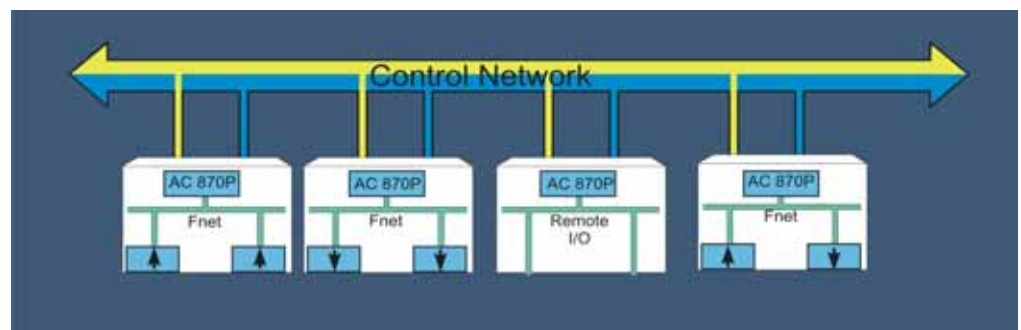 Control Network
AC 870P
Fnet
AC 870P
Fnet
AC 870P
Remote
I/O
AC 870P
Fnet